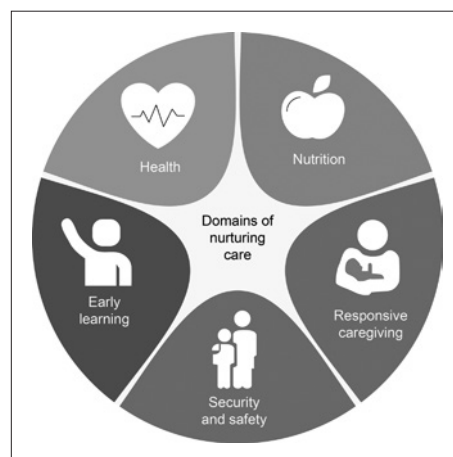 Health
Nutrition
Domains of
nurturing
care
Early
learning
Responsive
caregiving
Security
and safety